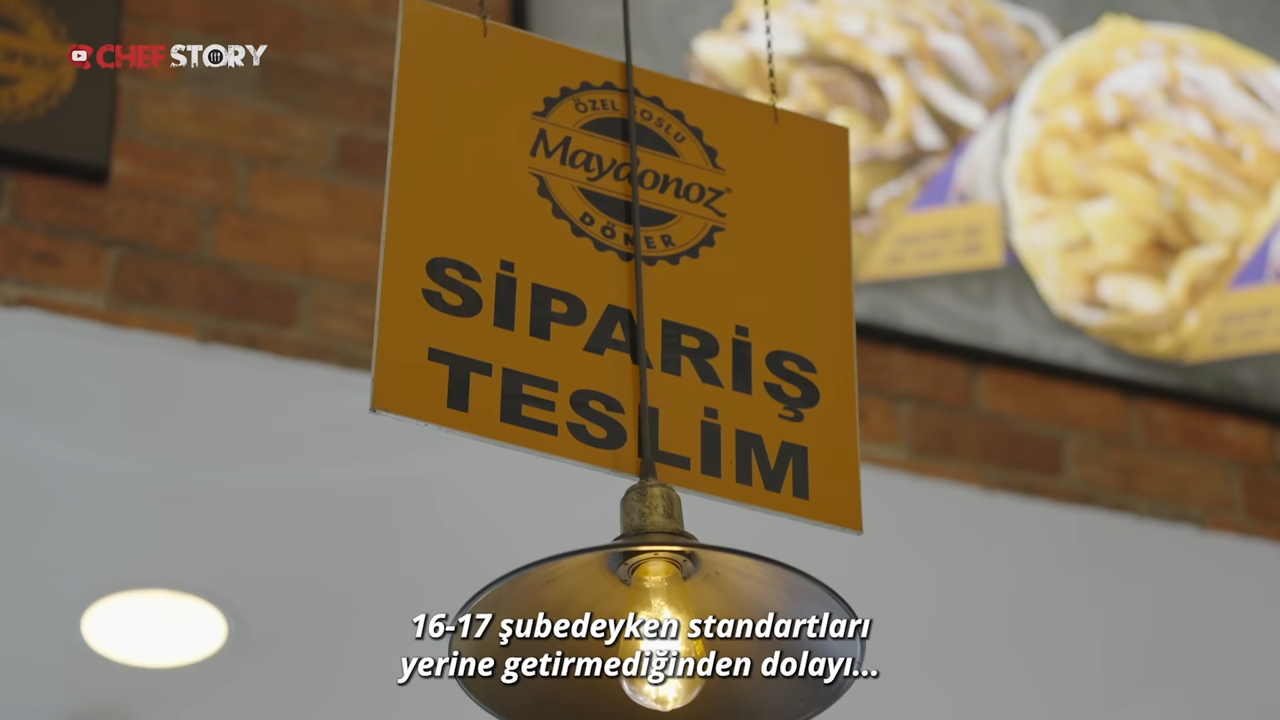 CHEF STORY
ÖZEL SOSLU
Maydonoz
DÖNER
SİPARİŞ
TESLİM
16-17 şubedeyken standartları
yerine getirmediğinden dolayı...